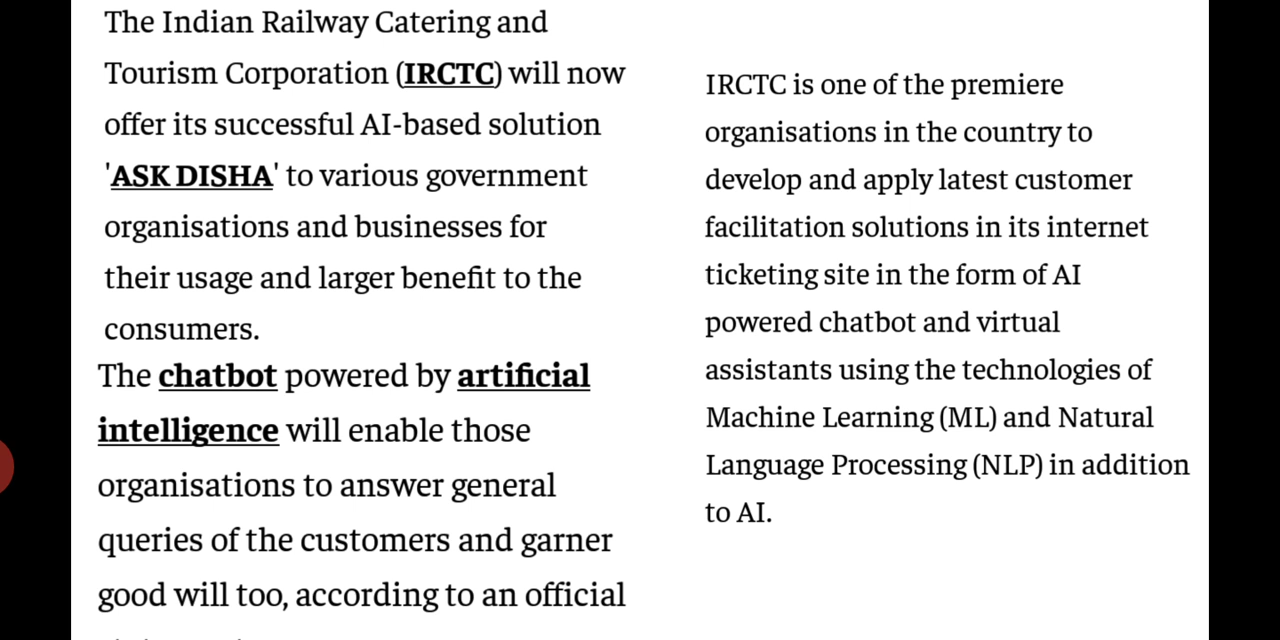 The Indian Railway Catering and
Tourism Corporation (IRCTC) will now
offer its successful AI-based solution
'ASK DISHA' to various government
organisations and businesses for
their usage and larger benefit to the
consumers.
The chatbot powered by artificial
intelligence will enable those
organisations to answer general
queries of the customers and garner
good will too, according to an official
IRCTC is one of the premiere
organisations in the country to
develop and apply latest customer
facilitation solutions in its internet
ticketing site in the form of AI
powered chatbot and virtual
assistants using the technologies of
Machine Learning (ML) and Natural
Language Processing (NLP) in addition
to AI.